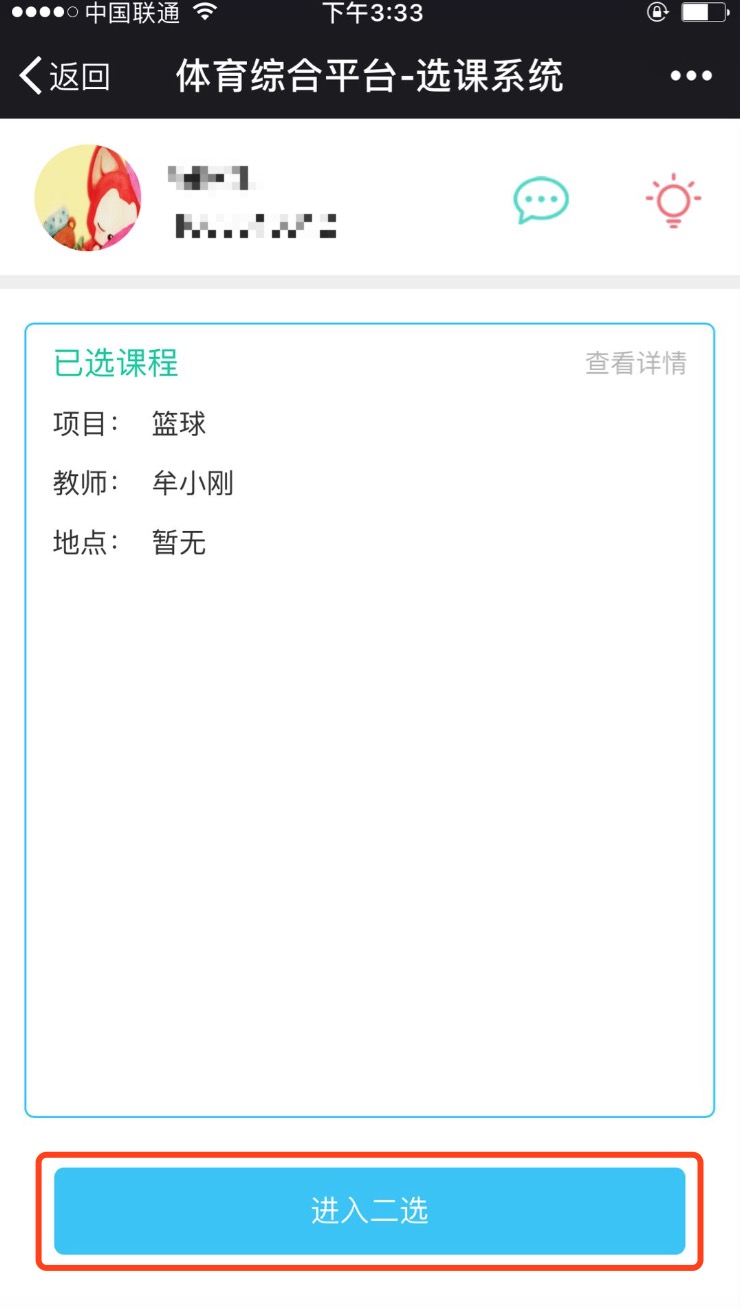 中国联通 下午3:33
返回 体育综合平台-选课系统
已选课程 查看详情
项目: 篮球
教师: 牟小刚
地点: 暂无
进入二选